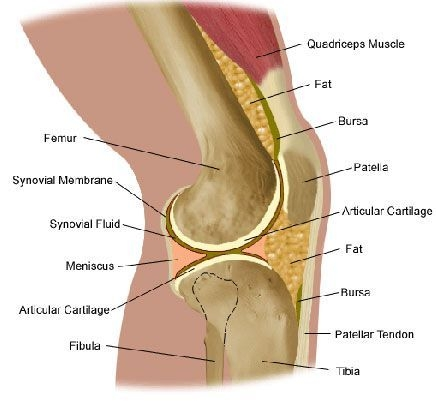 Quadriceps Muscle
Fat
Bursa
Femur
Patella
Synovial Membrane
Articular Cartilage
Synovial Fluid
Fat
Meniscus
Bursa
Articular Cartilage
Patellar Tendon
Fibula
Tibia